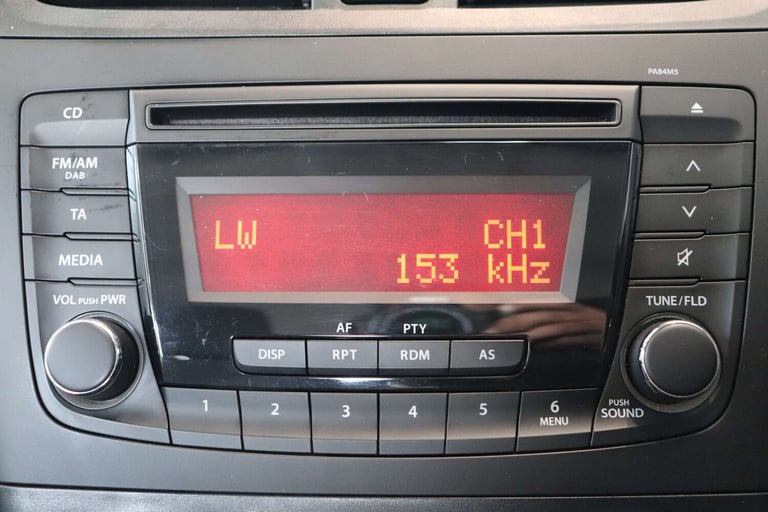 PA84M5
CD
FM/AM
DAB
TA
MEDIA
VOL PUSH PWR
LW CH1
153 kHz
AF PTY
DISP RPT RDM AS
1 2 3 4 5 6
MENU
TUNE/FLD
PUSH
SOUND